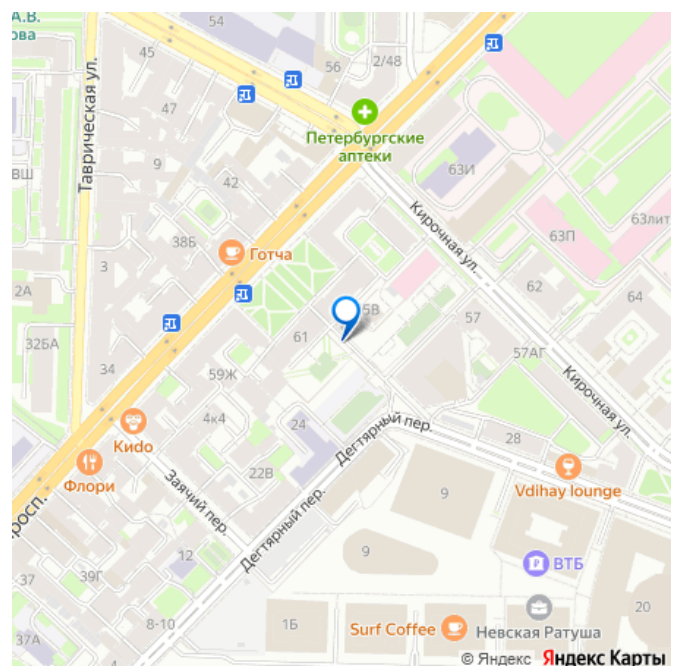 А.В.
ова
54
45
56
2/48
Петербургские
аптеки
47
Таврическая ул.
9
ВШ
42
63И
63лит
Кирочная ул.
63П
38Б
Готча
3
2А
62
64
5В
57
61
32БА
34
57АГ
59Ж
Кирочная ул.
4к4
24
Дегтярный пер.
28
Кидо
Флори
22В
Vdihay lounge
Заячий пер.
9
росп.
Дегтярный пер.
12
9
ВТБ
37
39Г
20
1Б
8-10
Surf Coffee
Невская Ратуша
37А
© Яндекс Яндекс Карты